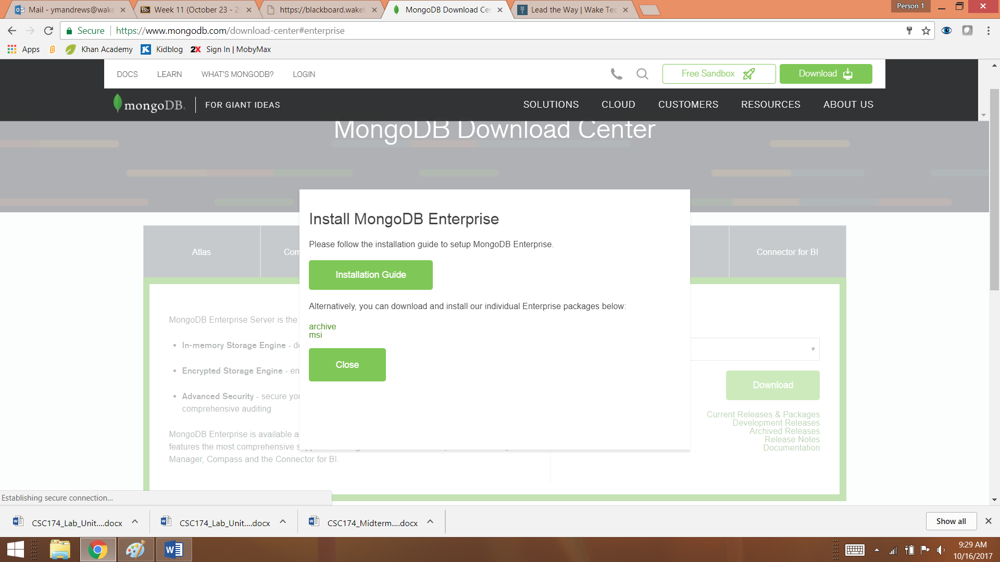 Mail - ymandrews@wake
Week 11 (October 23 - 2
https://blackboard.waket
MongoDB Download Cen
Lead the Way | Wake Tec
Person 1
Secure
https://www.mongodb.com/download-center#enterprise
Apps
Khan Academy
Kidblog
2X
Sign In | MobyMax
DOCS
LEARN
WHAT'S MONGODB?
LOGIN
Free Sandbox
Download
mongoDB.
FOR GIANT IDEAS
SOLUTIONS
CLOUD
CUSTOMERS
RESOURCES
ABOUT US
MongoDB Download Center
Atlas
Com
Connector for BI
Install MongoDB Enterprise
Please follow the installation guide to setup MongoDB Enterprise.
Installation Guide
Alternatively, you can download and install our individual Enterprise packages below:
archive
msi
Close
MongoDB Enterprise Server is the
• In-memory Storage Engine - de
• Encrypted Storage Engine - en
• Advanced Security - secure you
comprehensive auditing
MongoDB Enterprise is available a
features the most comprehensive s
Manager, Compass and the Connector for BI.
Download
Current Releases & Packages
Development Releases
Archived Releases
Release Notes
Documentation
Establishing secure connection...
CSC174_Lab_Unit....docx
CSC174_Lab_Unit....docx
CSC174_Midterm....docx
Show all
9:29 AM
10/16/2017